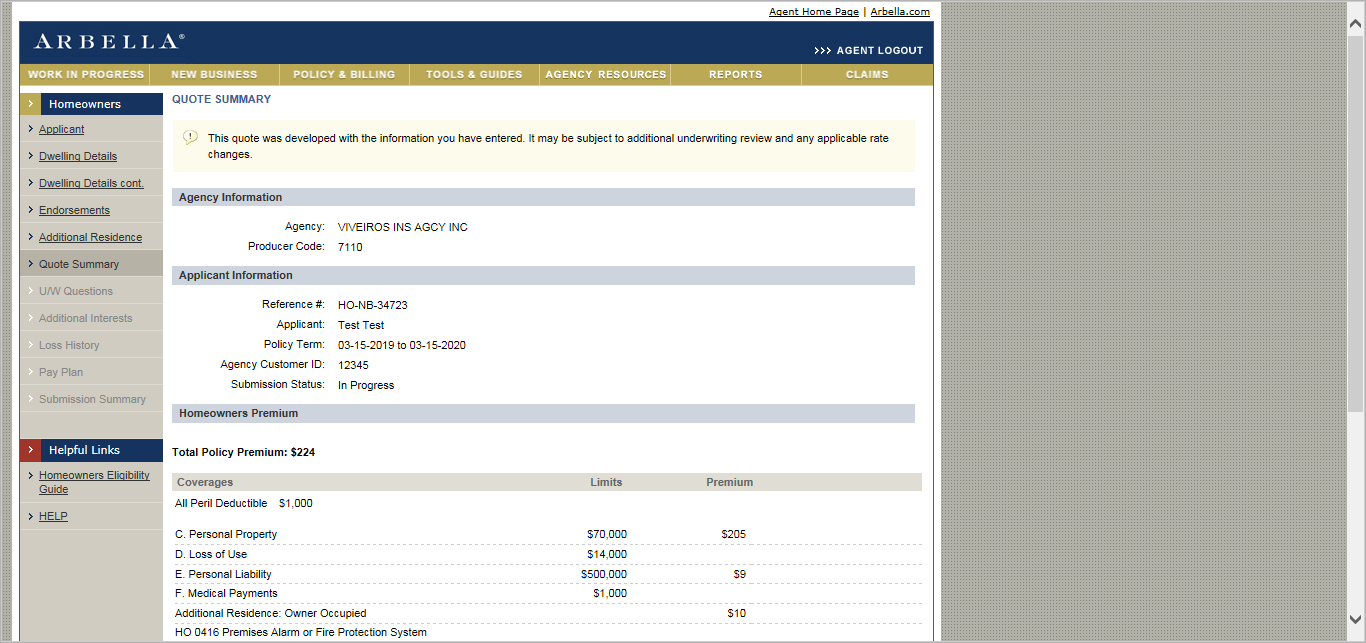 Agent Home Page | Arbella.com
ARBELLA®
>>> AGENT LOGOUT
WORK IN PROGRESS NEW BUSINESS POLICY & BILLING TOOLS & GUIDES AGENCY RESOURCES REPORTS CLAIMS
Homeowners
Applicant
Dwelling Details
Dwelling Details cont.
Endorsements
Additional Residence
Quote Summary
U/W Questions
Additional Interests
Loss History
Pay Plan
Submission Summary
Helpful Links
Homeowners Eligibility
Guide
HELP
QUOTE SUMMARY
This quote was developed with the information you have entered. It may be subject to additional underwriting review and any applicable rate
changes.
Agency Information
Agency: VIVEIROS INS AGCY INC
Producer Code: 7110
Applicant Information
Reference #: HO-NB-34723
Applicant: Test Test
Policy Term: 03-15-2019 to 03-15-2020
Agency Customer ID: 12345
Submission Status: In Progress
Homeowners Premium
Total Policy Premium: $224
Coverages Limits Premium
All Peril Deductible $1,000
C. Personal Property $70,000 $205
D. Loss of Use $14,000
E. Personal Liability $500,000 $9
F. Medical Payments $1,000
Additional Residence: Owner Occupied $10
HO 0416 Premises Alarm or Fire Protection System